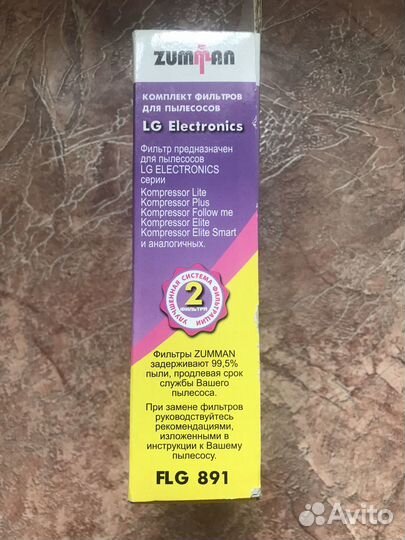 ZUMMAN
КОМПЛЕКТ ФИЛЬТРОВ
ДЛЯ ПЫЛЕСОСОВ
LG Electronics
Фильтр предназначен
для пылесосов
LG ELECTRONICS
серии
Kompressor Lite
Kompressor Plus
Kompressor Follow me
Kompressor Elite
Kompressor Elite Smart
и аналогичных.
УЛУЧШЕННАЯ СИСТЕМА ФИЛЬТРАЦИИ
2
ФИЛЬТРА
Фильтры ZUMMAN
задерживают 99,5%
пыли, продлевая срок
службы Вашего
пылесоса.
При замене фильтров
руководствуйтесь
рекомендациями,
изложенными в
инструкции к Вашему
пылесосу.
FLG 891
Avito